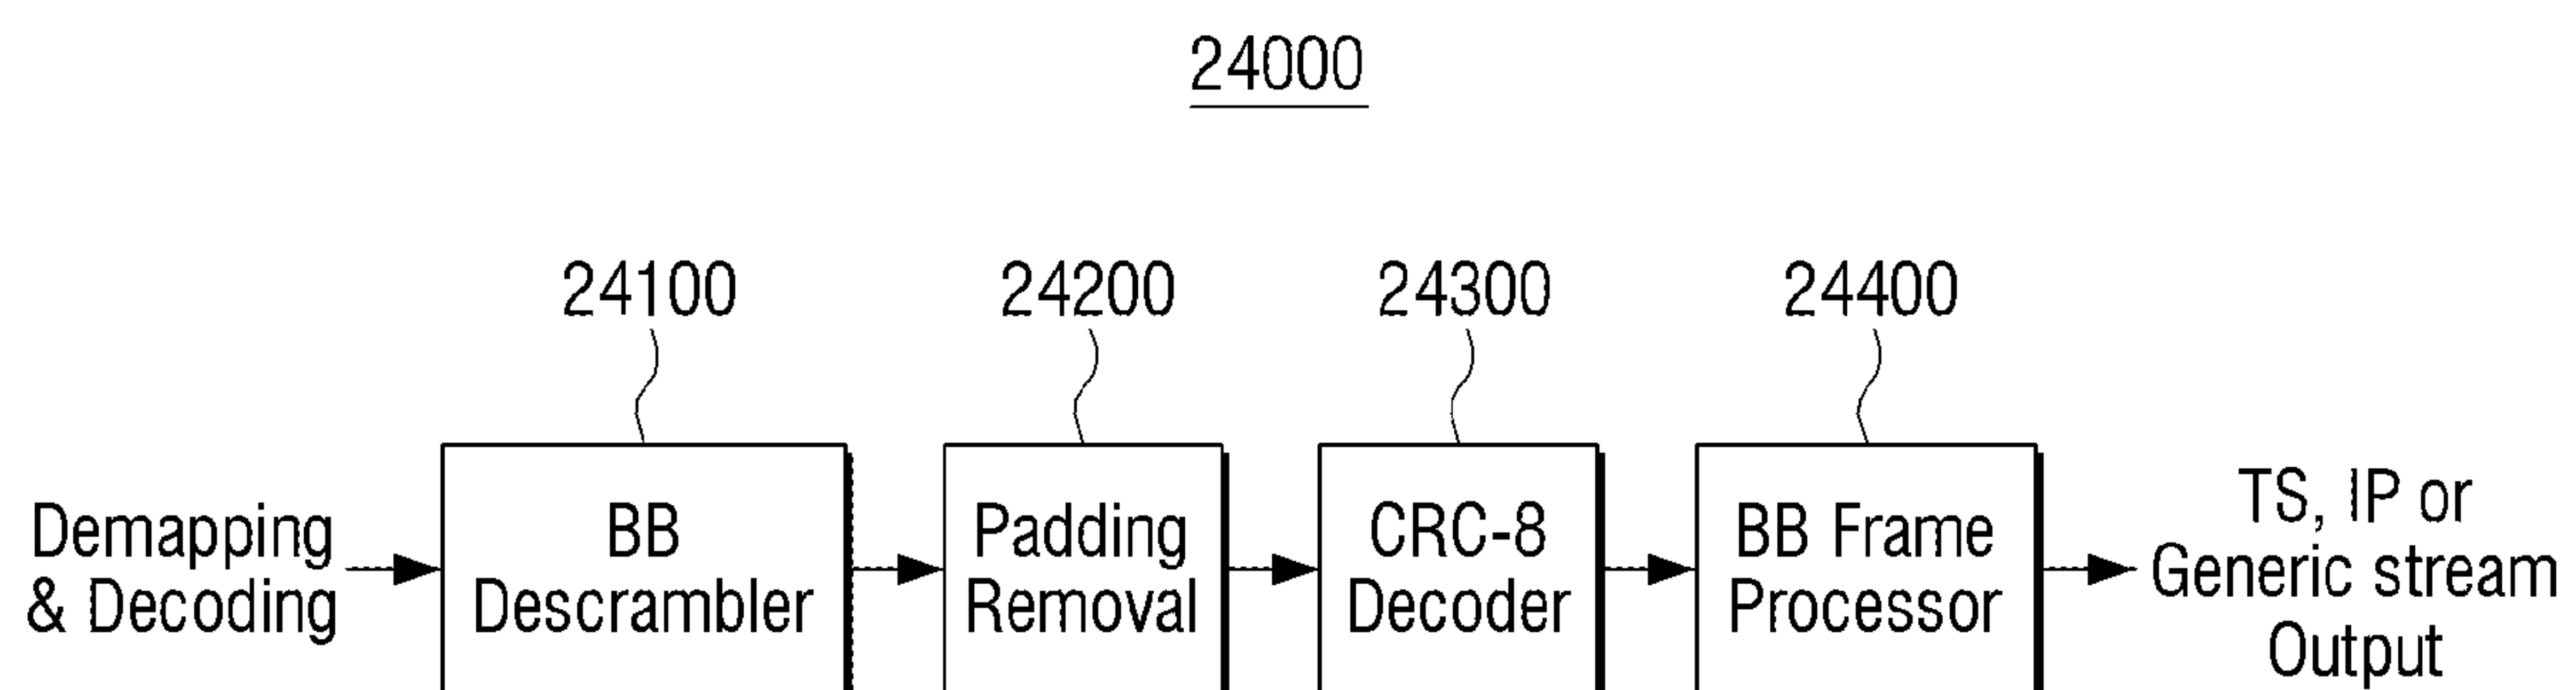 24000
24100
24200
24300
24400
Demapping
& Decoding
BB
Descrambler
Padding
Removal
CRC-8
Decoder
BB Frame
Processor
TS, IP or
Generic stream
Output